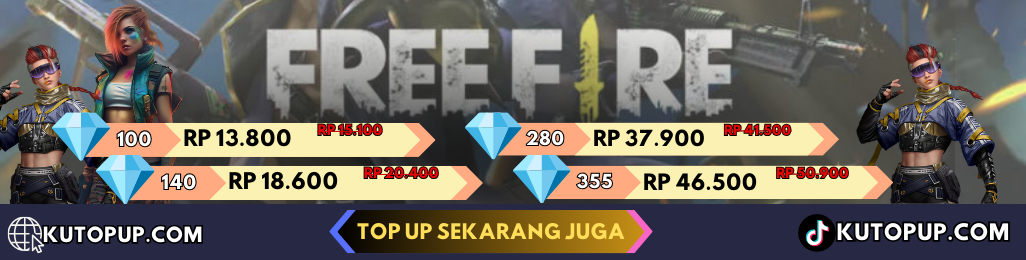 FREE FIRE
100 RP 13.800 RP 15.100
280 RP 37.900 RP 41.500
140 RP 18.600 RP 20.400
355 RP 46.500 RP 50.900
KUTOPUP.COM
TOP UP SEKARANG JUGA
KUTOPUP.COM